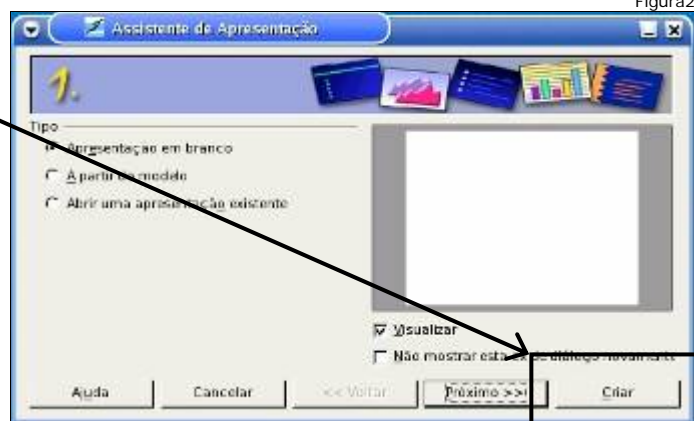 Figura2
Assistente de Apresentação
1.
Tipo
Apresentação em branco
A partir do modelo
Abrir uma apresentação existente
Visualizar
Não mostrar esta de diálogo novamente
Ajuda
Cancelar
<< Voltar
Próximo >>
Criar